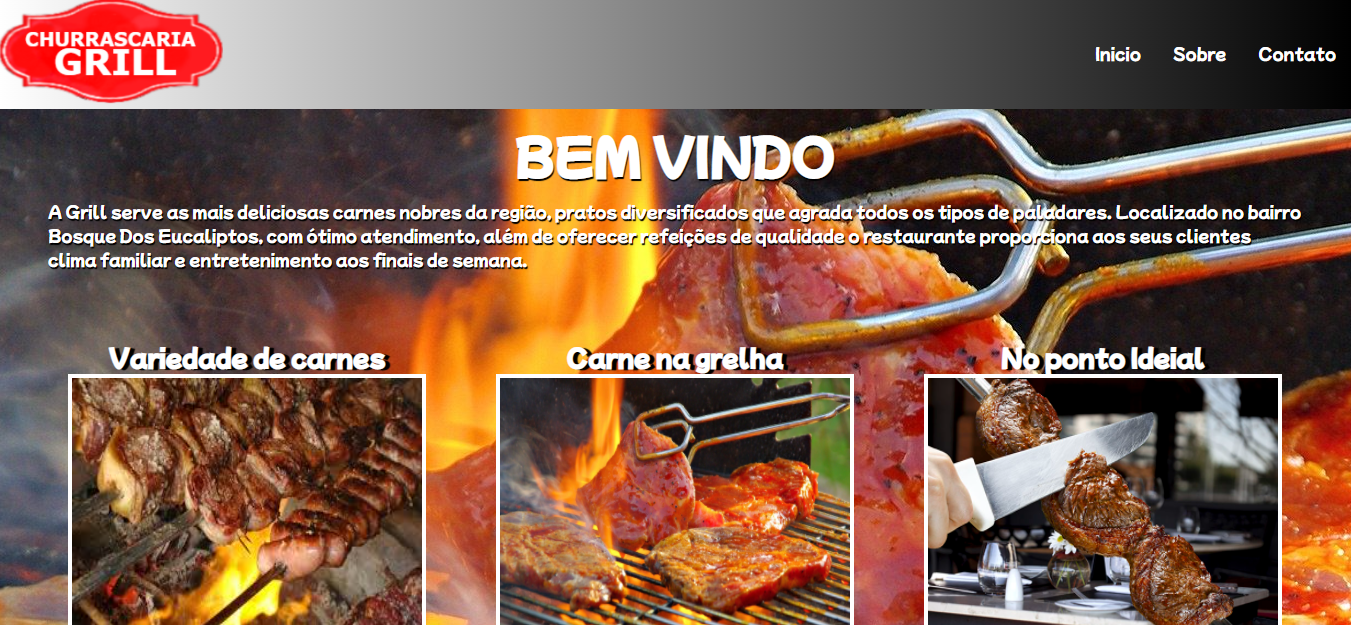 CHURRASCARIA
GRILL
Inicio Sobre Contato
BEM VINDO
A Grill serve as mais deliciosas carnes nobres da região, pratos diversificados que agrada todos os tipos de paladares. Localizado no bairro
Bosque Dos Eucaliptos, com ótimo atendimento, além de oferecer refeições de qualidade o restaurante proporciona aos seus clientes
clima familiar e entretenimento aos finais de semana.
Variedade de carnes
Carne na grelha
No ponto Ideial